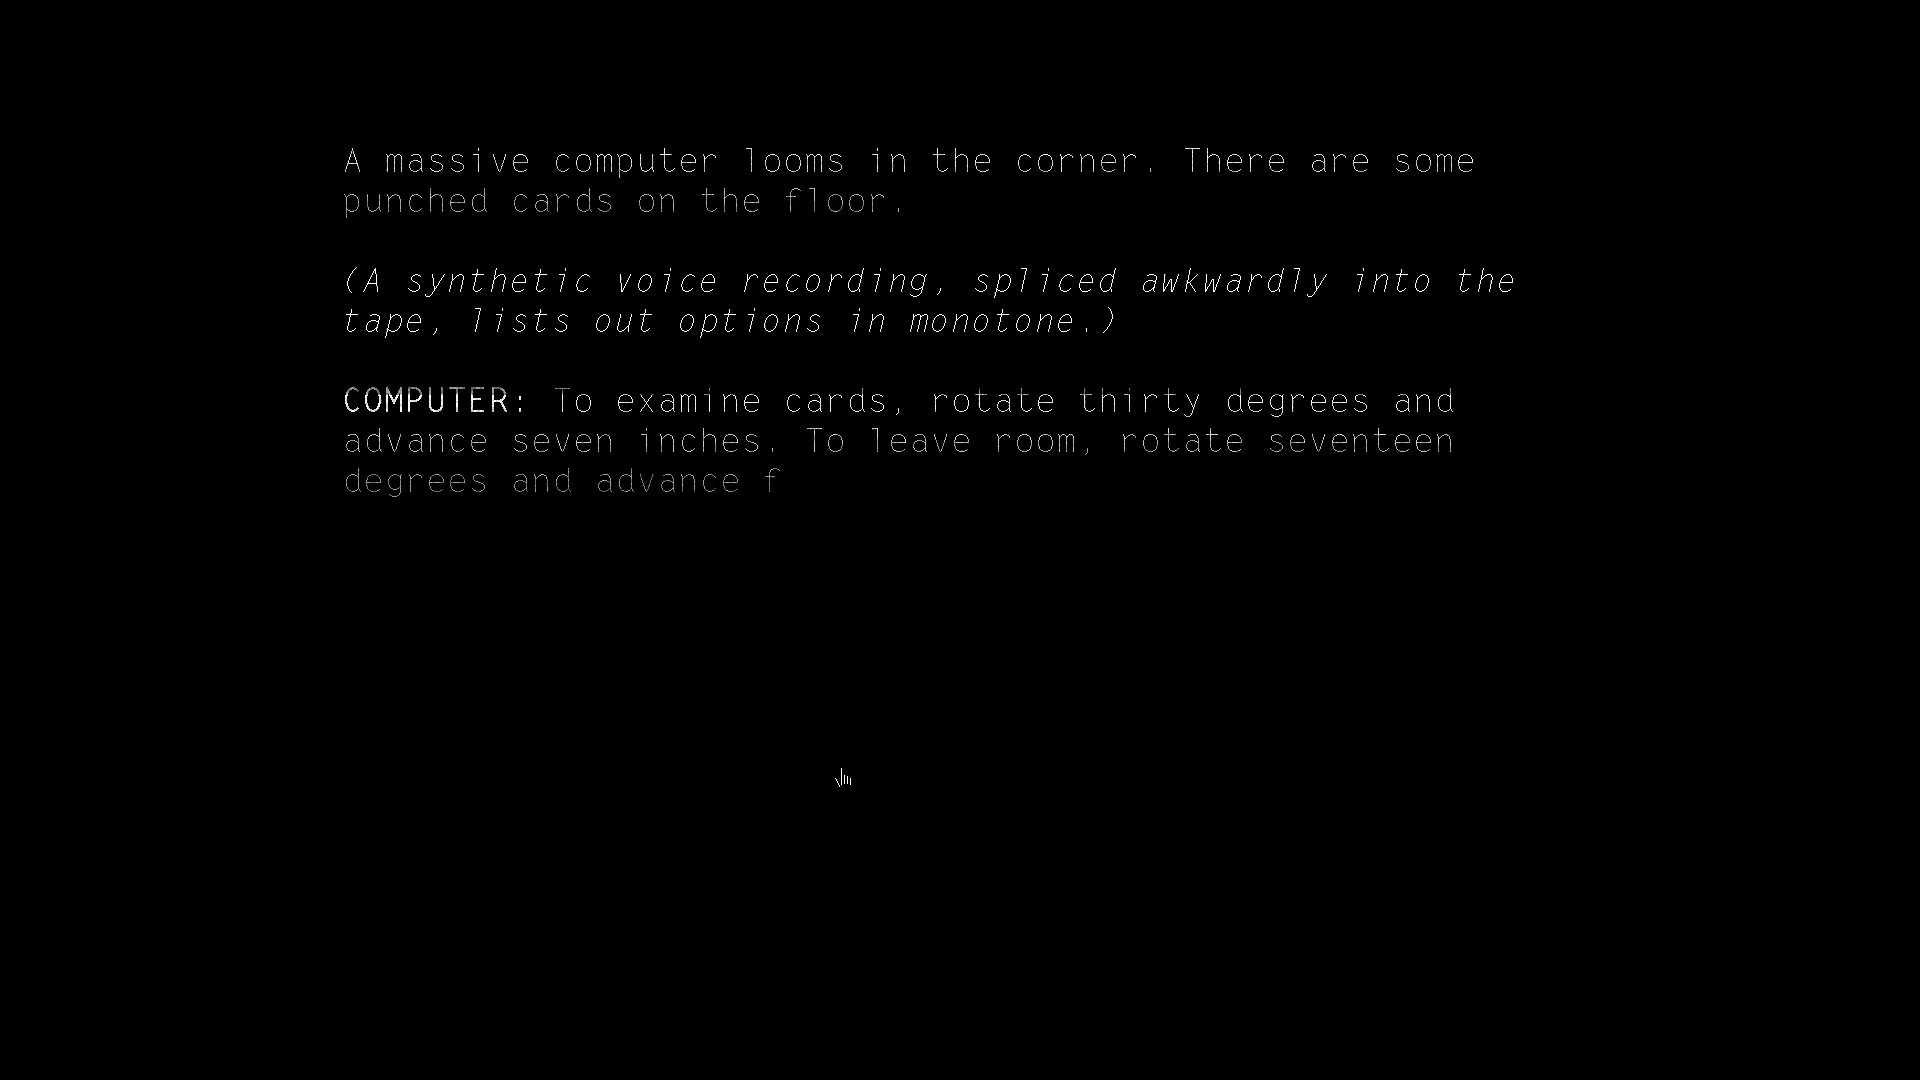 A massive computer looms in the corner. There are some
punched cards on the floor.
(A synthetic voice recording, spliced awkwardly into the
tape, lists out options in monotone.)
COMPUTER: To examine cards, rotate thirty degrees and
advance seven inches. To leave room, rotate seventeen
degrees and advance f